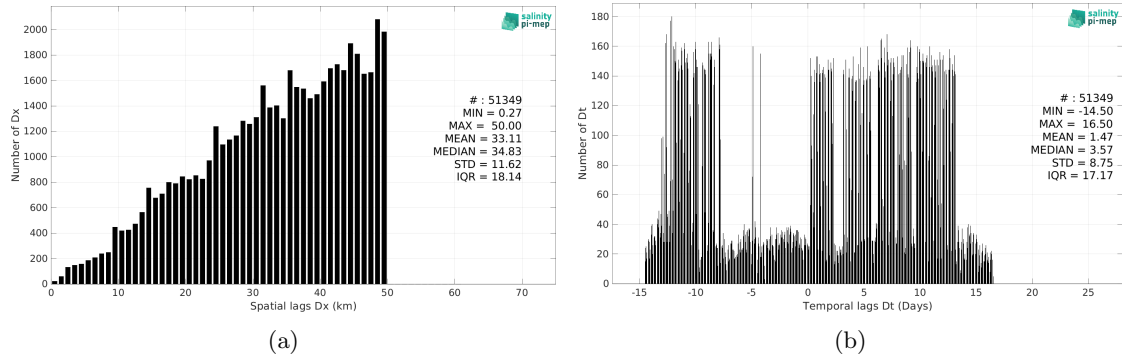 salinity
pi-mep
2000
1800
1600
1400
1200
1000
800
600
400
200
0
Number of Dx
# : 51349
MIN = 0.27
MAX = 50.00
MEAN = 33.11
MEDIAN = 34.83
STD = 11.62
IQR = 18.14
0 10 20 30 40 50 60 70
Spatial lags Dx (km)
(a)
salinity
pi-mep
180
160
140
120
100
80
60
40
20
0
Number of Dt
# : 51349
MIN = -14.50
MAX = 16.50
MEAN = 1.47
MEDIAN = 3.57
STD = 8.75
IQR = 17.17
-15 -10 -5 0 5 10 15 20 25
Temporal lags Dt (Days)
(b)